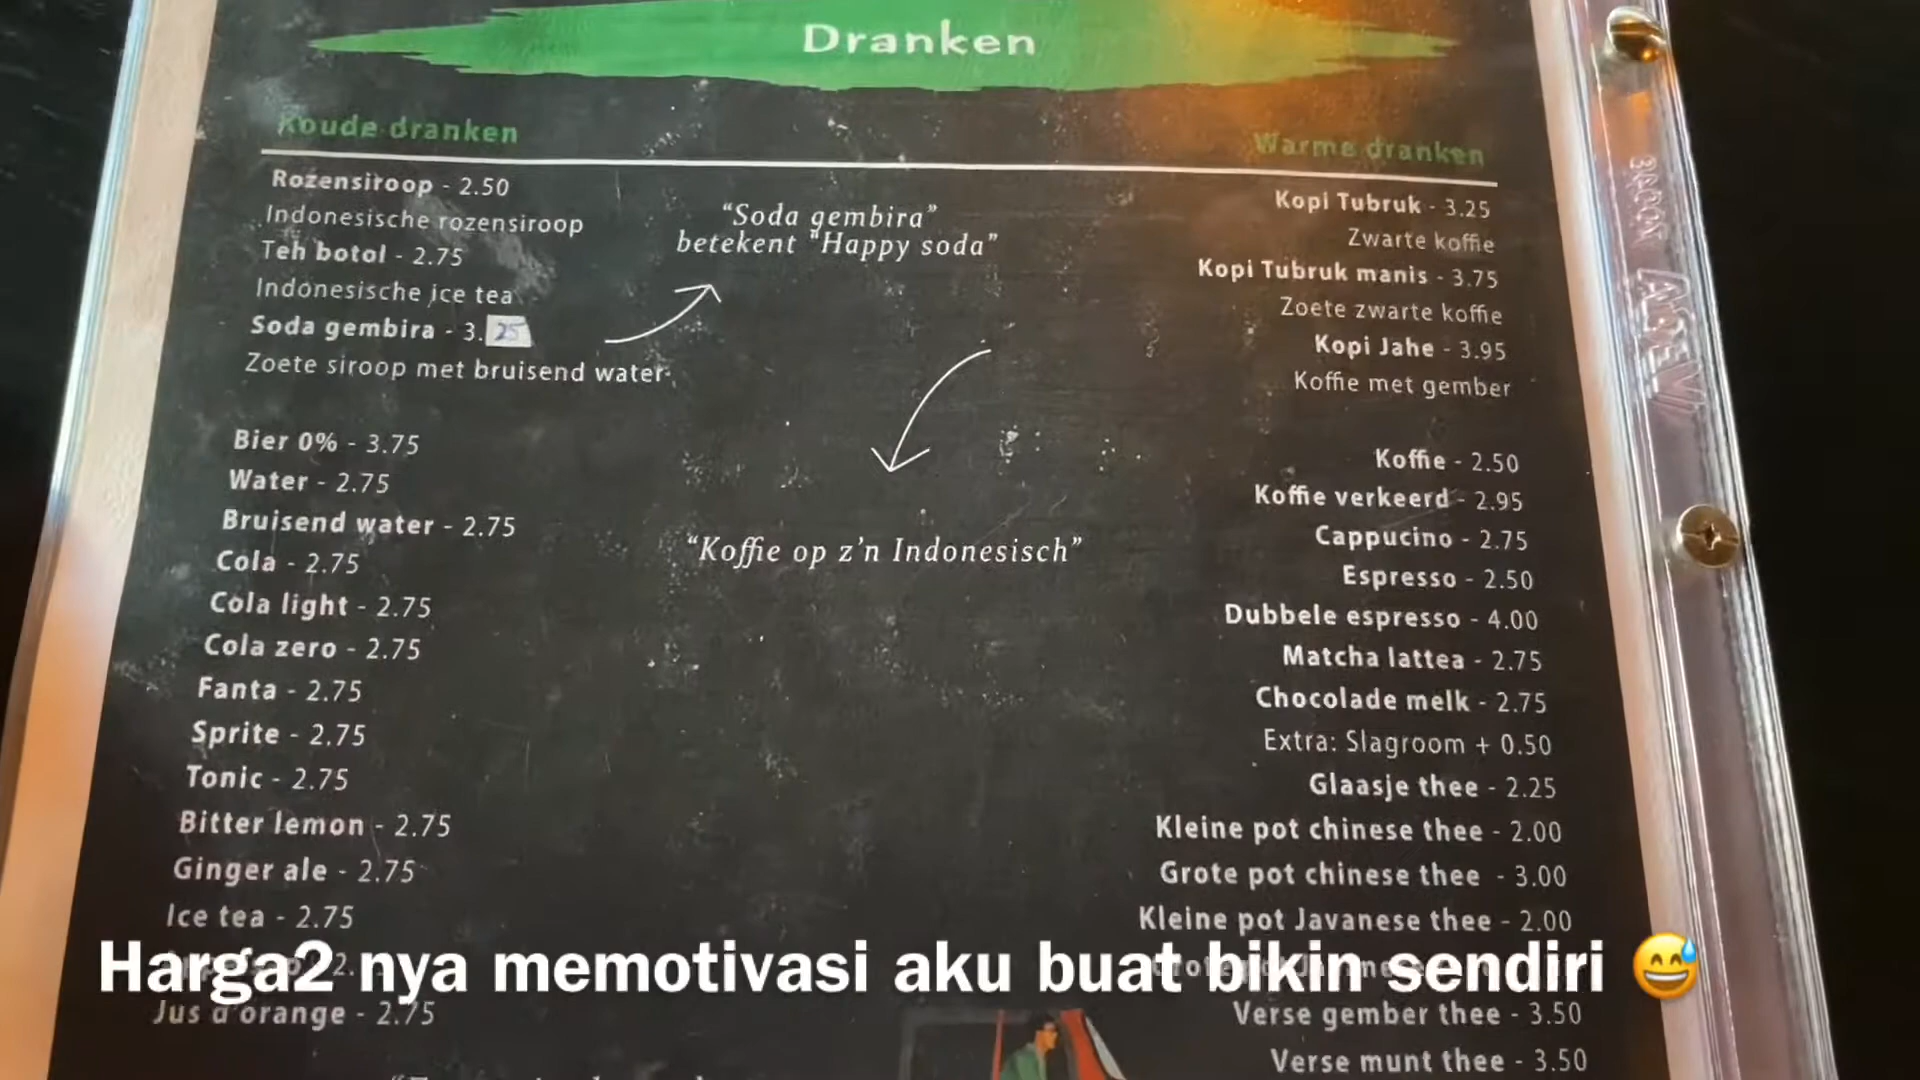 Dranken
Koude dranken
Rozensiroop - 2.50
Indonesische rozensiroop
Teh botol - 2.75
Indonesische ice tea
Soda gembira - 3.25
Zoete siroop met bruisend water
"Soda gembira"
betekent "Happy soda"
Bier 0% - 3.75
Water - 2.75
Bruisend water - 2.75
Cola - 2.75
Cola light - 2.75
Cola zero - 2.75
Fanta - 2.75
Sprite - 2.75
Tonic - 2.75
Bitter lemon - 2.75
Ginger ale - 2.75
Ice tea - 2.75
Jus d'orange - 2.75
"Koffie op z'n Indonesisch"
Warme dranken
Kopi Tubruk - 3.25
Zwarte koffie
Kopi Tubruk manis - 3.75
Zoete zwarte koffie
Kopi Jahe - 3.95
Koffie met gember
Koffie - 2.50
Koffie verkeerd - 2.95
Cappucino - 2.75
Espresso - 2.50
Dubbele espresso - 4.00
Matcha lattea - 2.75
Chocolade melk - 2.75
Extra: Slagroom + 0.50
Glaasje thee - 2.25
Kleine pot chinese thee - 2.00
Grote pot chinese thee - 3.00
Kleine pot Javanese thee - 2.00
Verse gember thee - 3.50
Verse munt thee - 3.50
Harga2 nya memotivasi aku buat bikin sendiri 😅